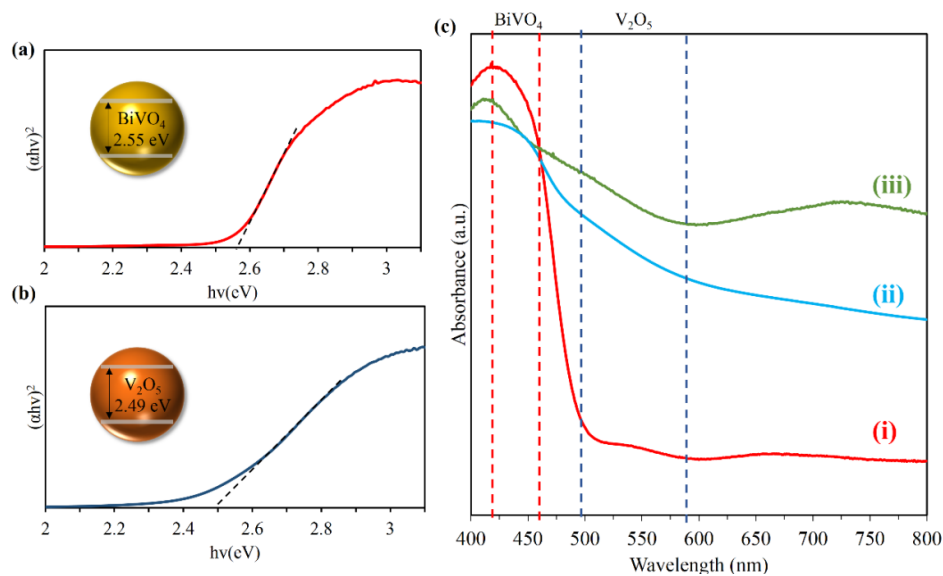 (a)
(αhν)²
BiVO₄
2.55 eV
2 2.2 2.4 2.6 2.8 3
hν(eV)
(b)
(αhν)²
V₂O₅
2.49 eV
2 2.2 2.4 2.6 2.8 3
hν(eV)
(c)
BiVO₄ V₂O₅
Absorbance (a.u.)
(iii)
(ii)
(i)
400 450 500 550 600 650 700 750 800
Wavelength (nm)